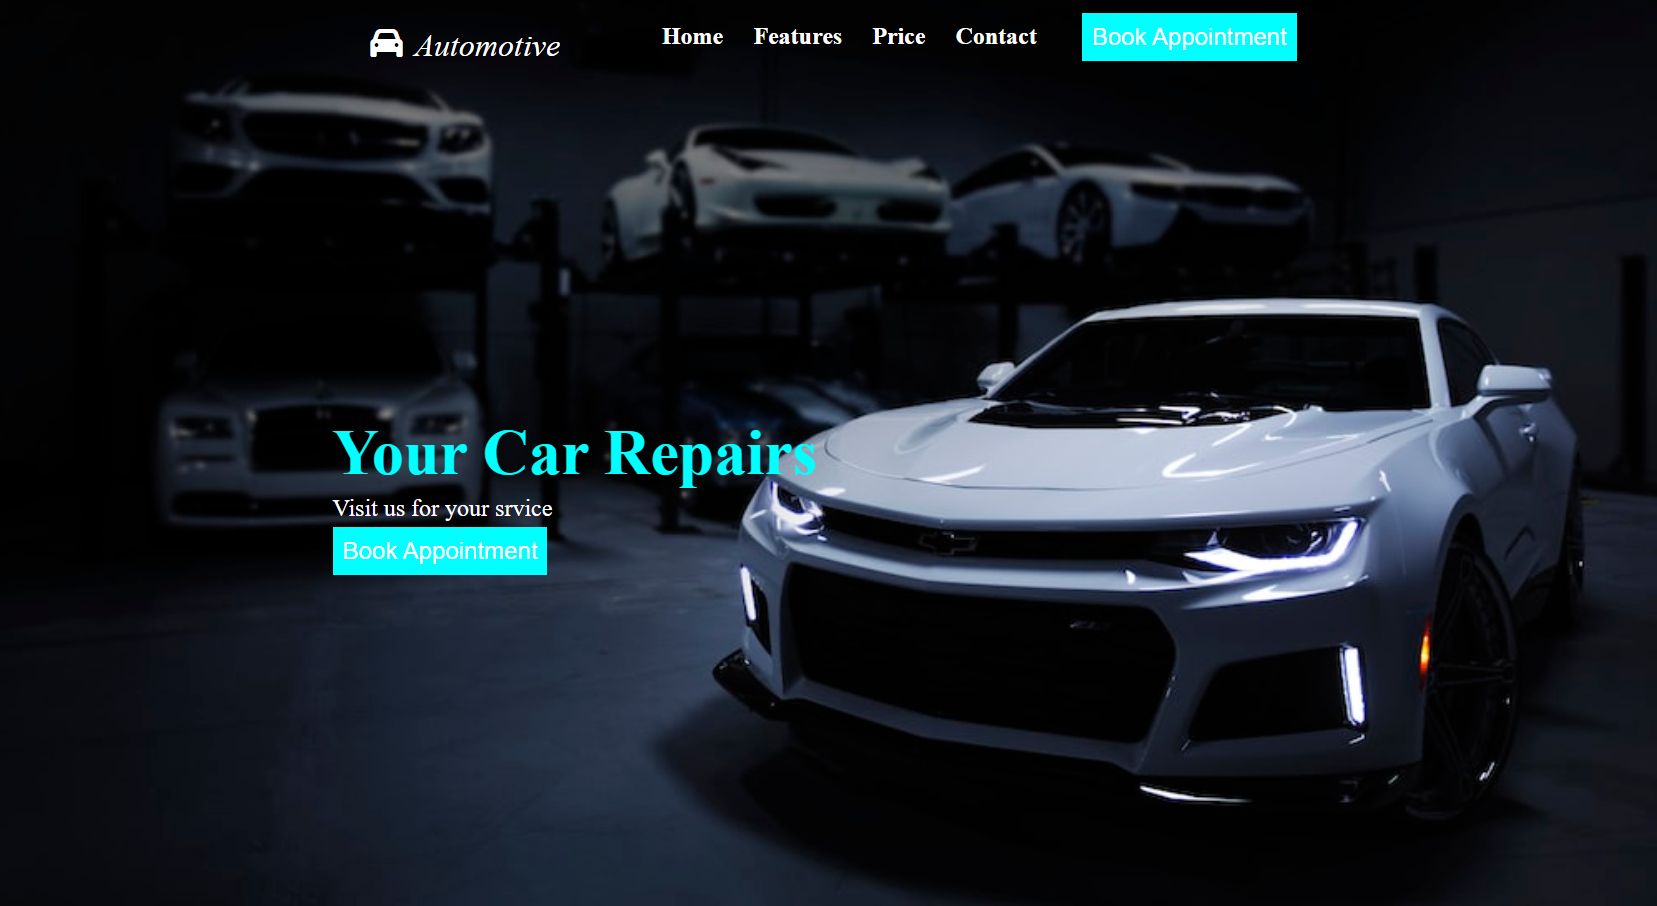 Automotive
Home Features Price Contact Book Appointment
Your Car Repairs
Visit us for your srvice
Book Appointment